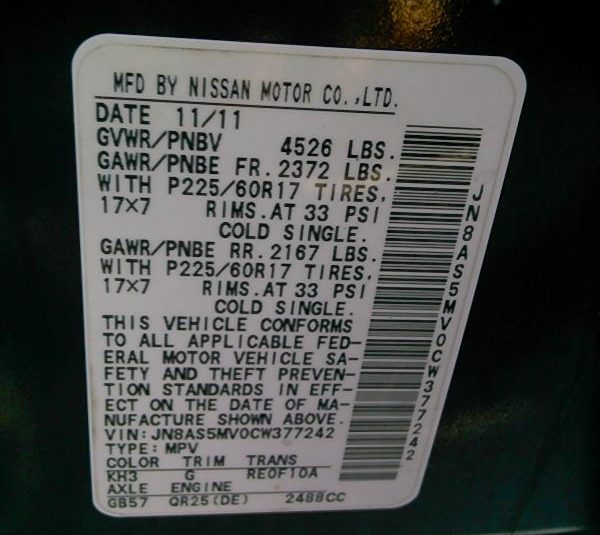 MFD BY NISSAN MOTOR CO.,LTD.
DATE 11/11
GVWR/PNBV 4526 LBS.
GAWR/PNBE FR. 2372 LBS.
WITH P225/60R17 TIRES,
17×7 RIMS.AT 33 PSI
COLD SINGLE.
GAWR/PNBE RR. 2167 LBS.
WITH P225/60R17 TIRES,
17×7 RIMS.AT 33 PSI
COLD SINGLE.
THIS VEHICLE CONFORMS
TO ALL APPLICABLE FED-
ERAL MOTOR VEHICLE SA-
FETY AND THEFT PREVEN-
TION STANDARDS IN EFF-
ECT ON THE DATE OF MA-
NUFACTURE SHOWN ABOVE.
VIN:JN8AS5MV0CW377242
TYPE:MPV
COLOR TRIM TRANS
KH3 G RE0F10A
AXLE ENGINE
GB57 QR25(DE) 2488CC
JN8AS5MV0CW377242